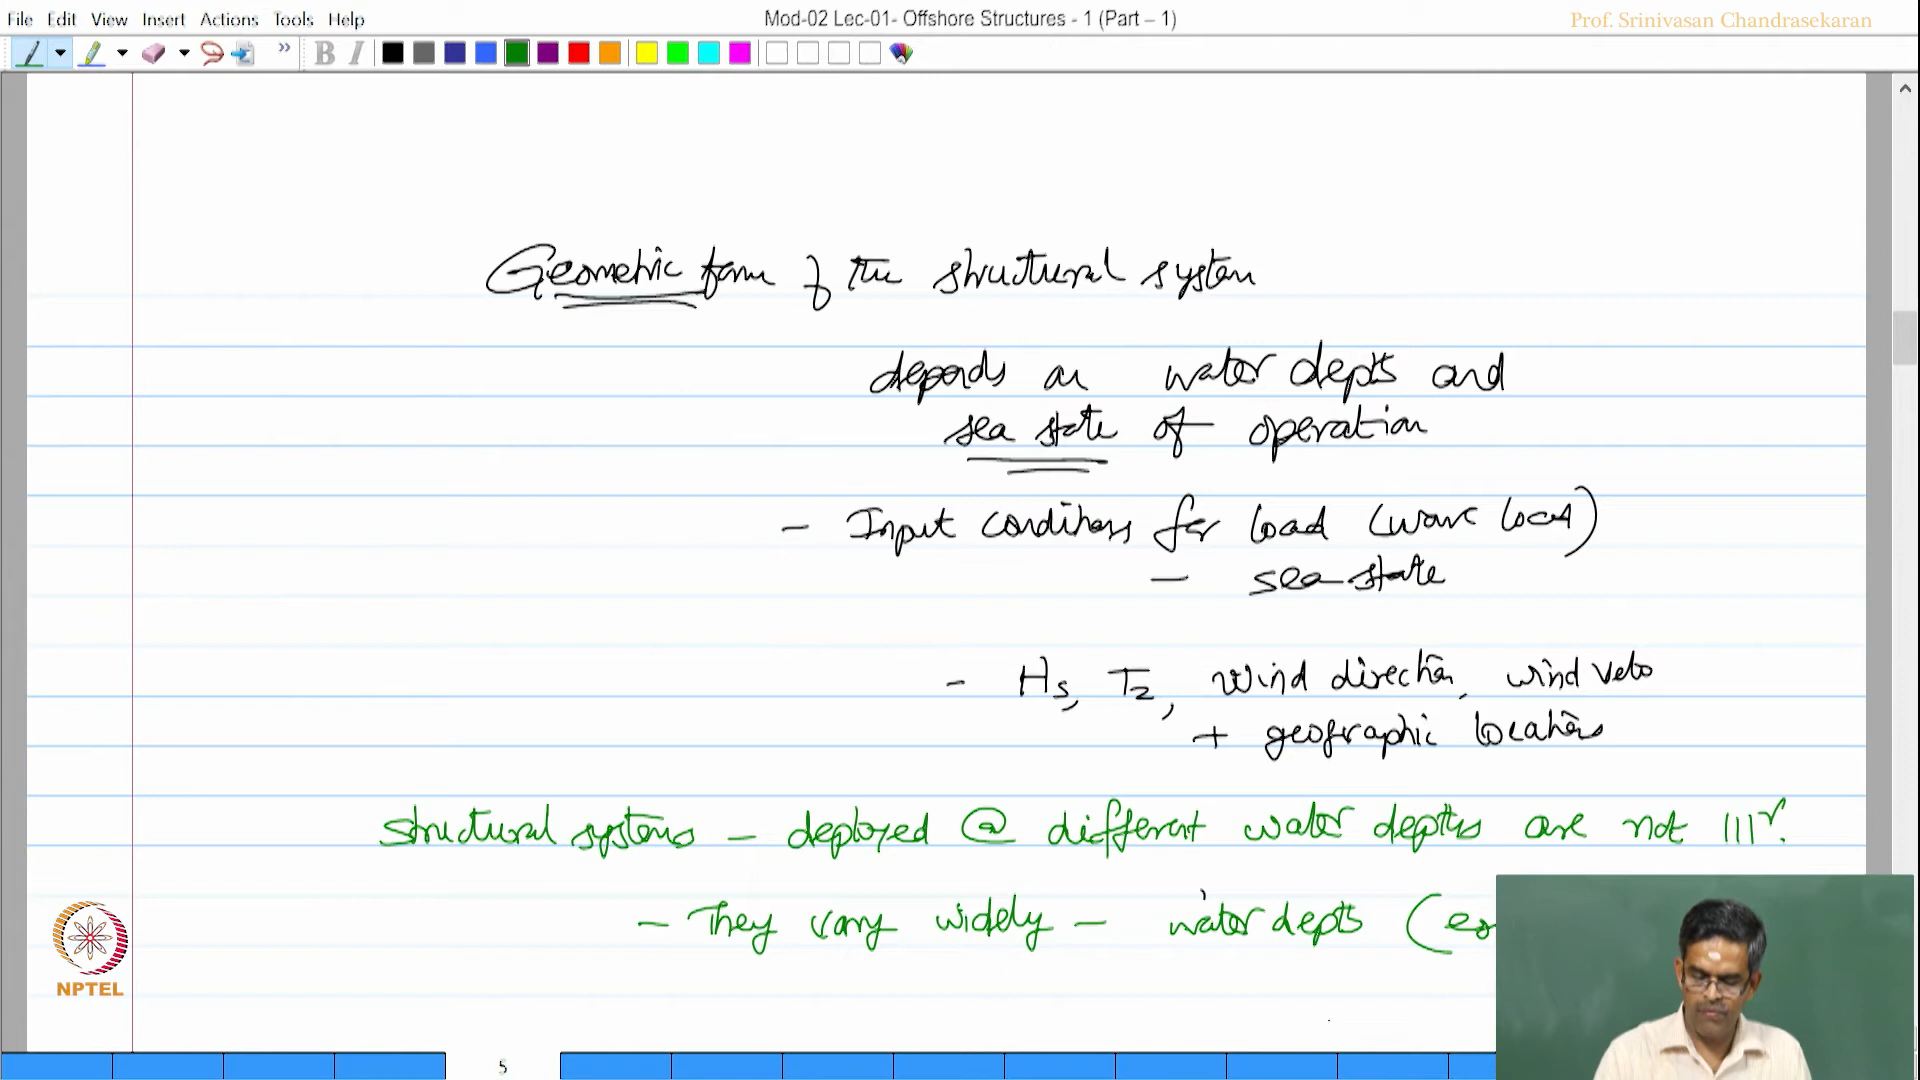 File Edit View Insert Actions Tools Help
Mod-02 Lec-01- Offshore Structures - 1 (Part – 1)
Prof. Srinivasan Chandrasekaran
B I
Geometric form of the structural system
depends on water depth and
sea state of operation
- Input conditions for load (wave load)
- sea state
- Hs, Tz, wind direction, wind velo
+ geographic locations
structural systems - deployed @ different water depths are not |||r.
- They vary widely - water depth (
NPTEL
5